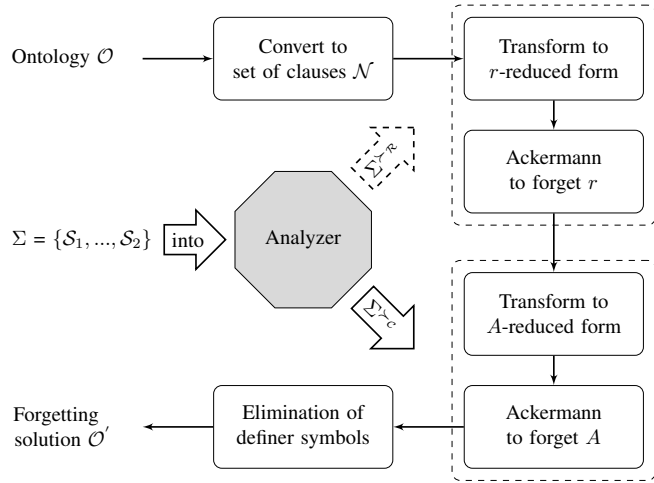 Ontology 𝒪
Convert to
set of clauses 𝒩
Transform to
r-reduced form
Ackermann
to forget r
Σ≻ℛ
Σ = {𝒮₁, ..., 𝒮₂}
into
Analyzer
Σ≻𝒞
Transform to
A-reduced form
Forgetting
solution 𝒪′
Elimination of
definer symbols
Ackermann
to forget A